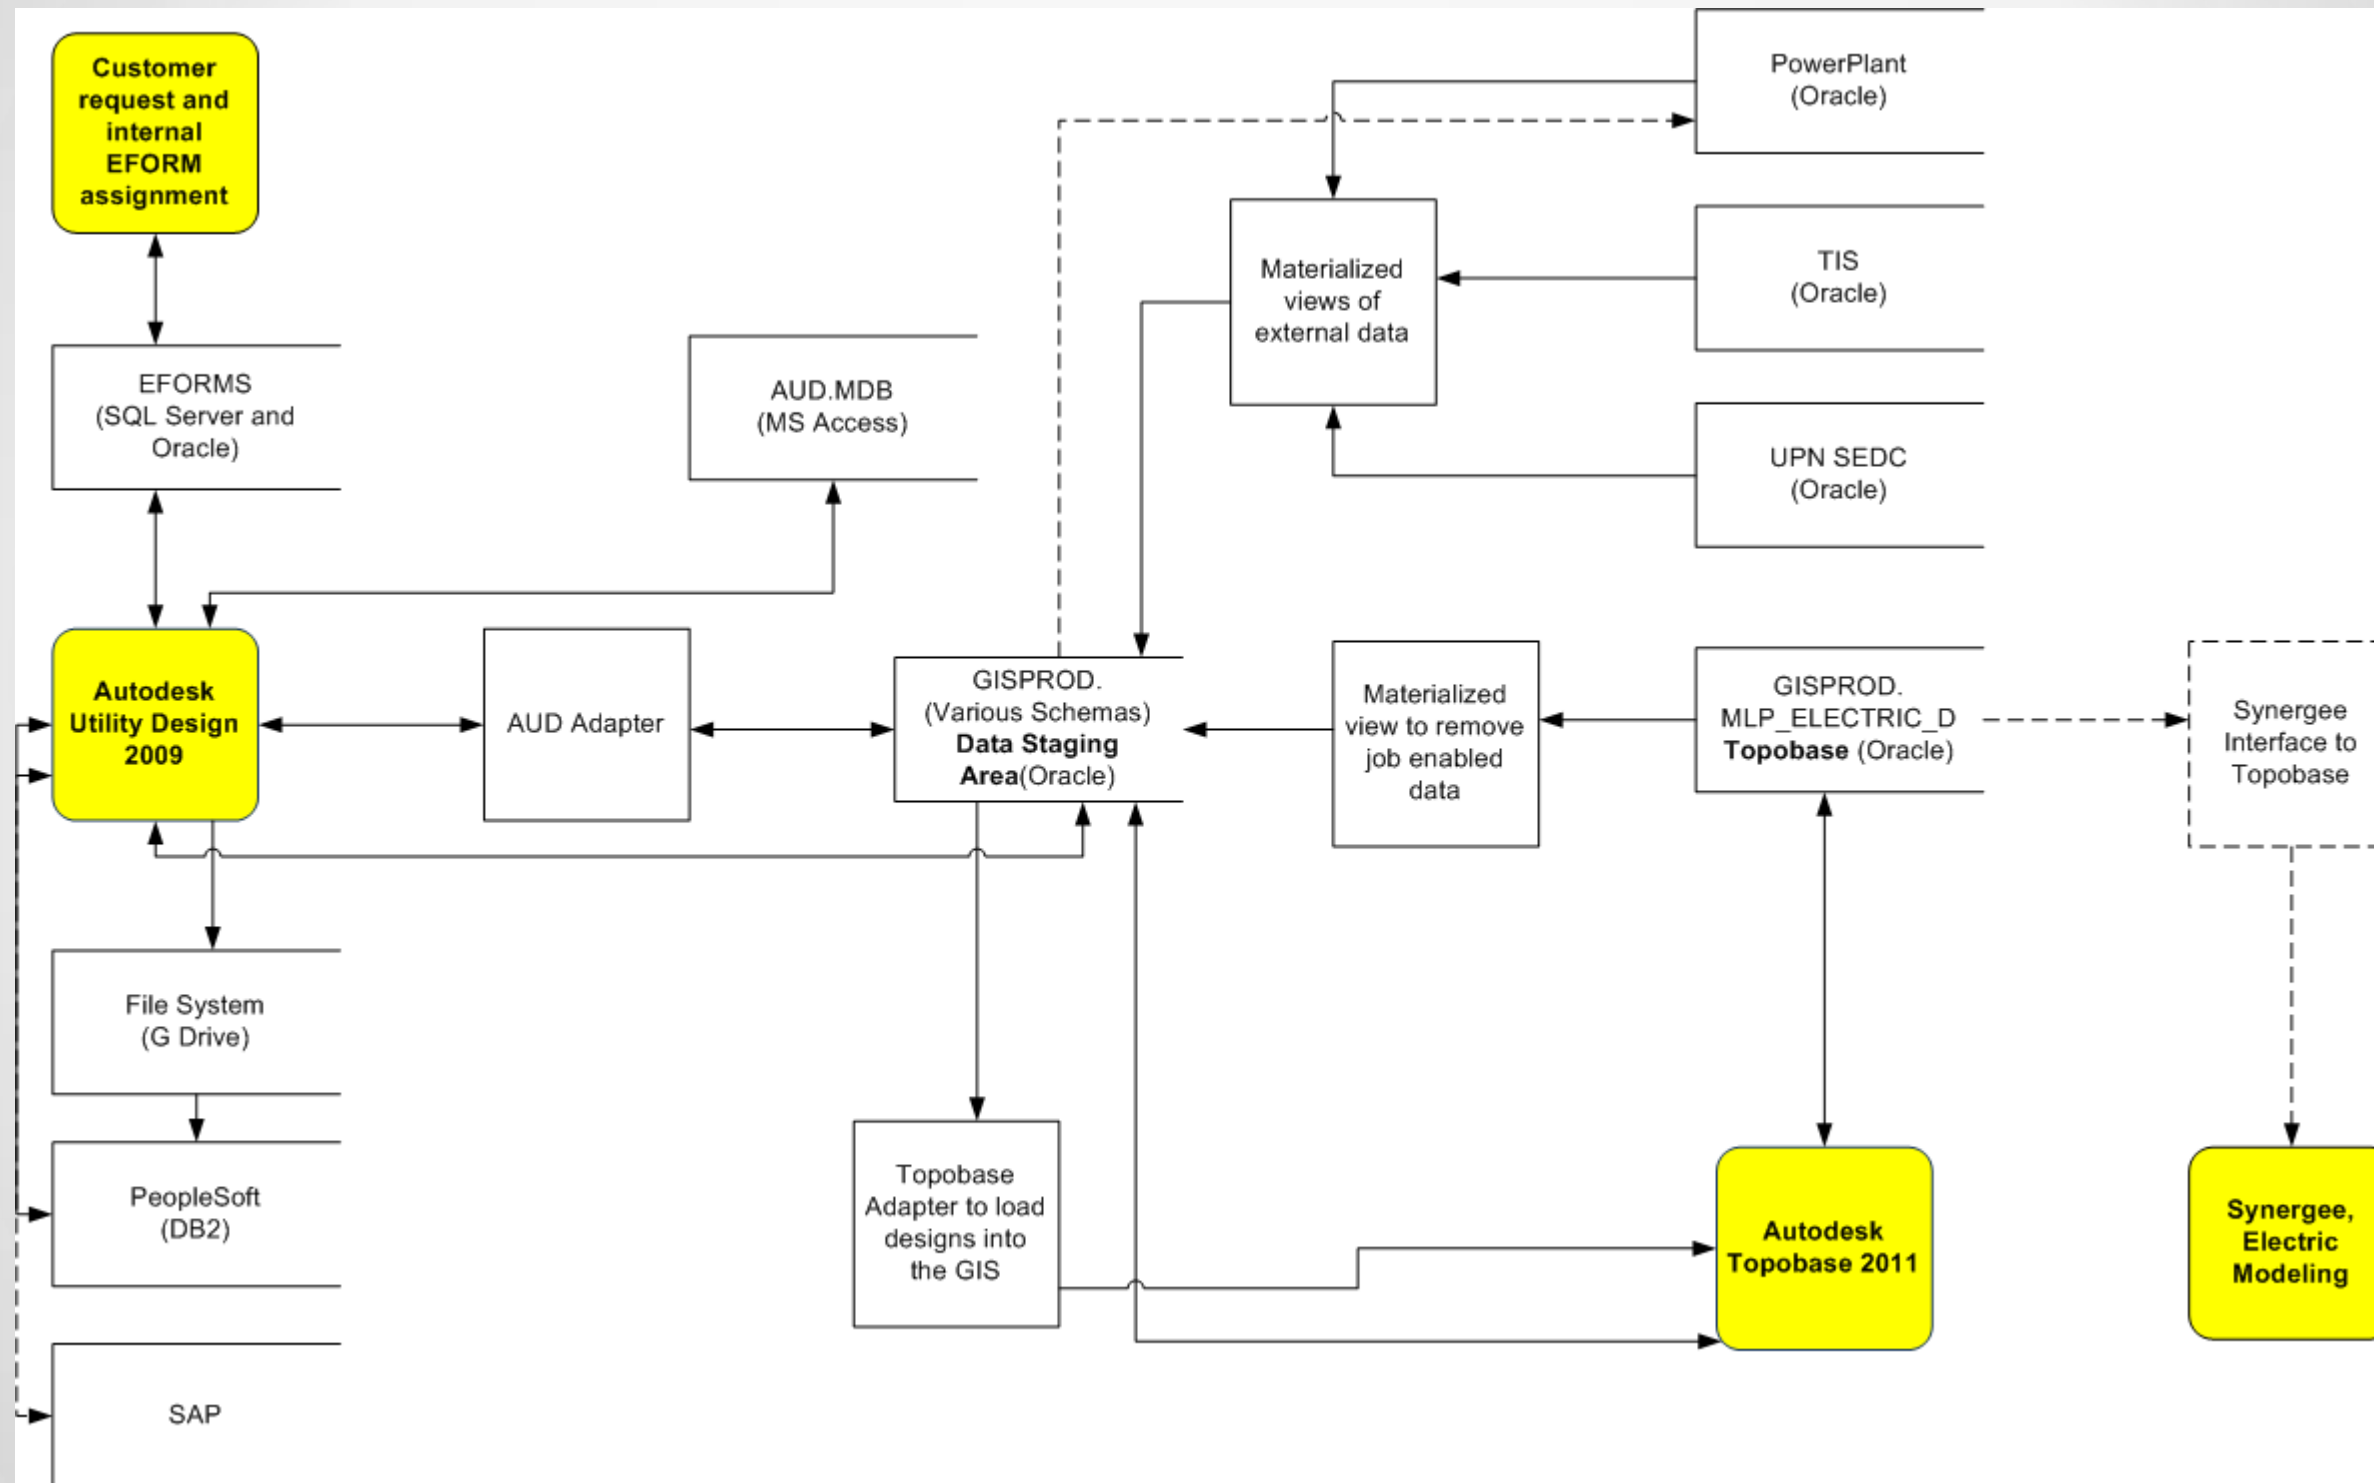 Customer
request and
internal
EFORM
assignment
PowerPlant
(Oracle)
TIS
(Oracle)
Materialized
views of
external data
EFORMS
(SQL Server and
Oracle)
AUD.MDB
(MS Access)
UPN SEDC
(Oracle)
Autodesk
Utility Design
2009
AUD Adapter
GISPROD.
(Various Schemas)
Data Staging
Area(Oracle)
Materialized
view to remove
job enabled
data
GISPROD.
MLP_ELECTRIC_D
Topobase (Oracle)
Synergee
Interface to
Topobase
File System
(G Drive)
PeopleSoft
(DB2)
Topobase
Adapter to load
designs into
the GIS
Autodesk
Topobase 2011
Synergee,
Electric
Modeling
SAP